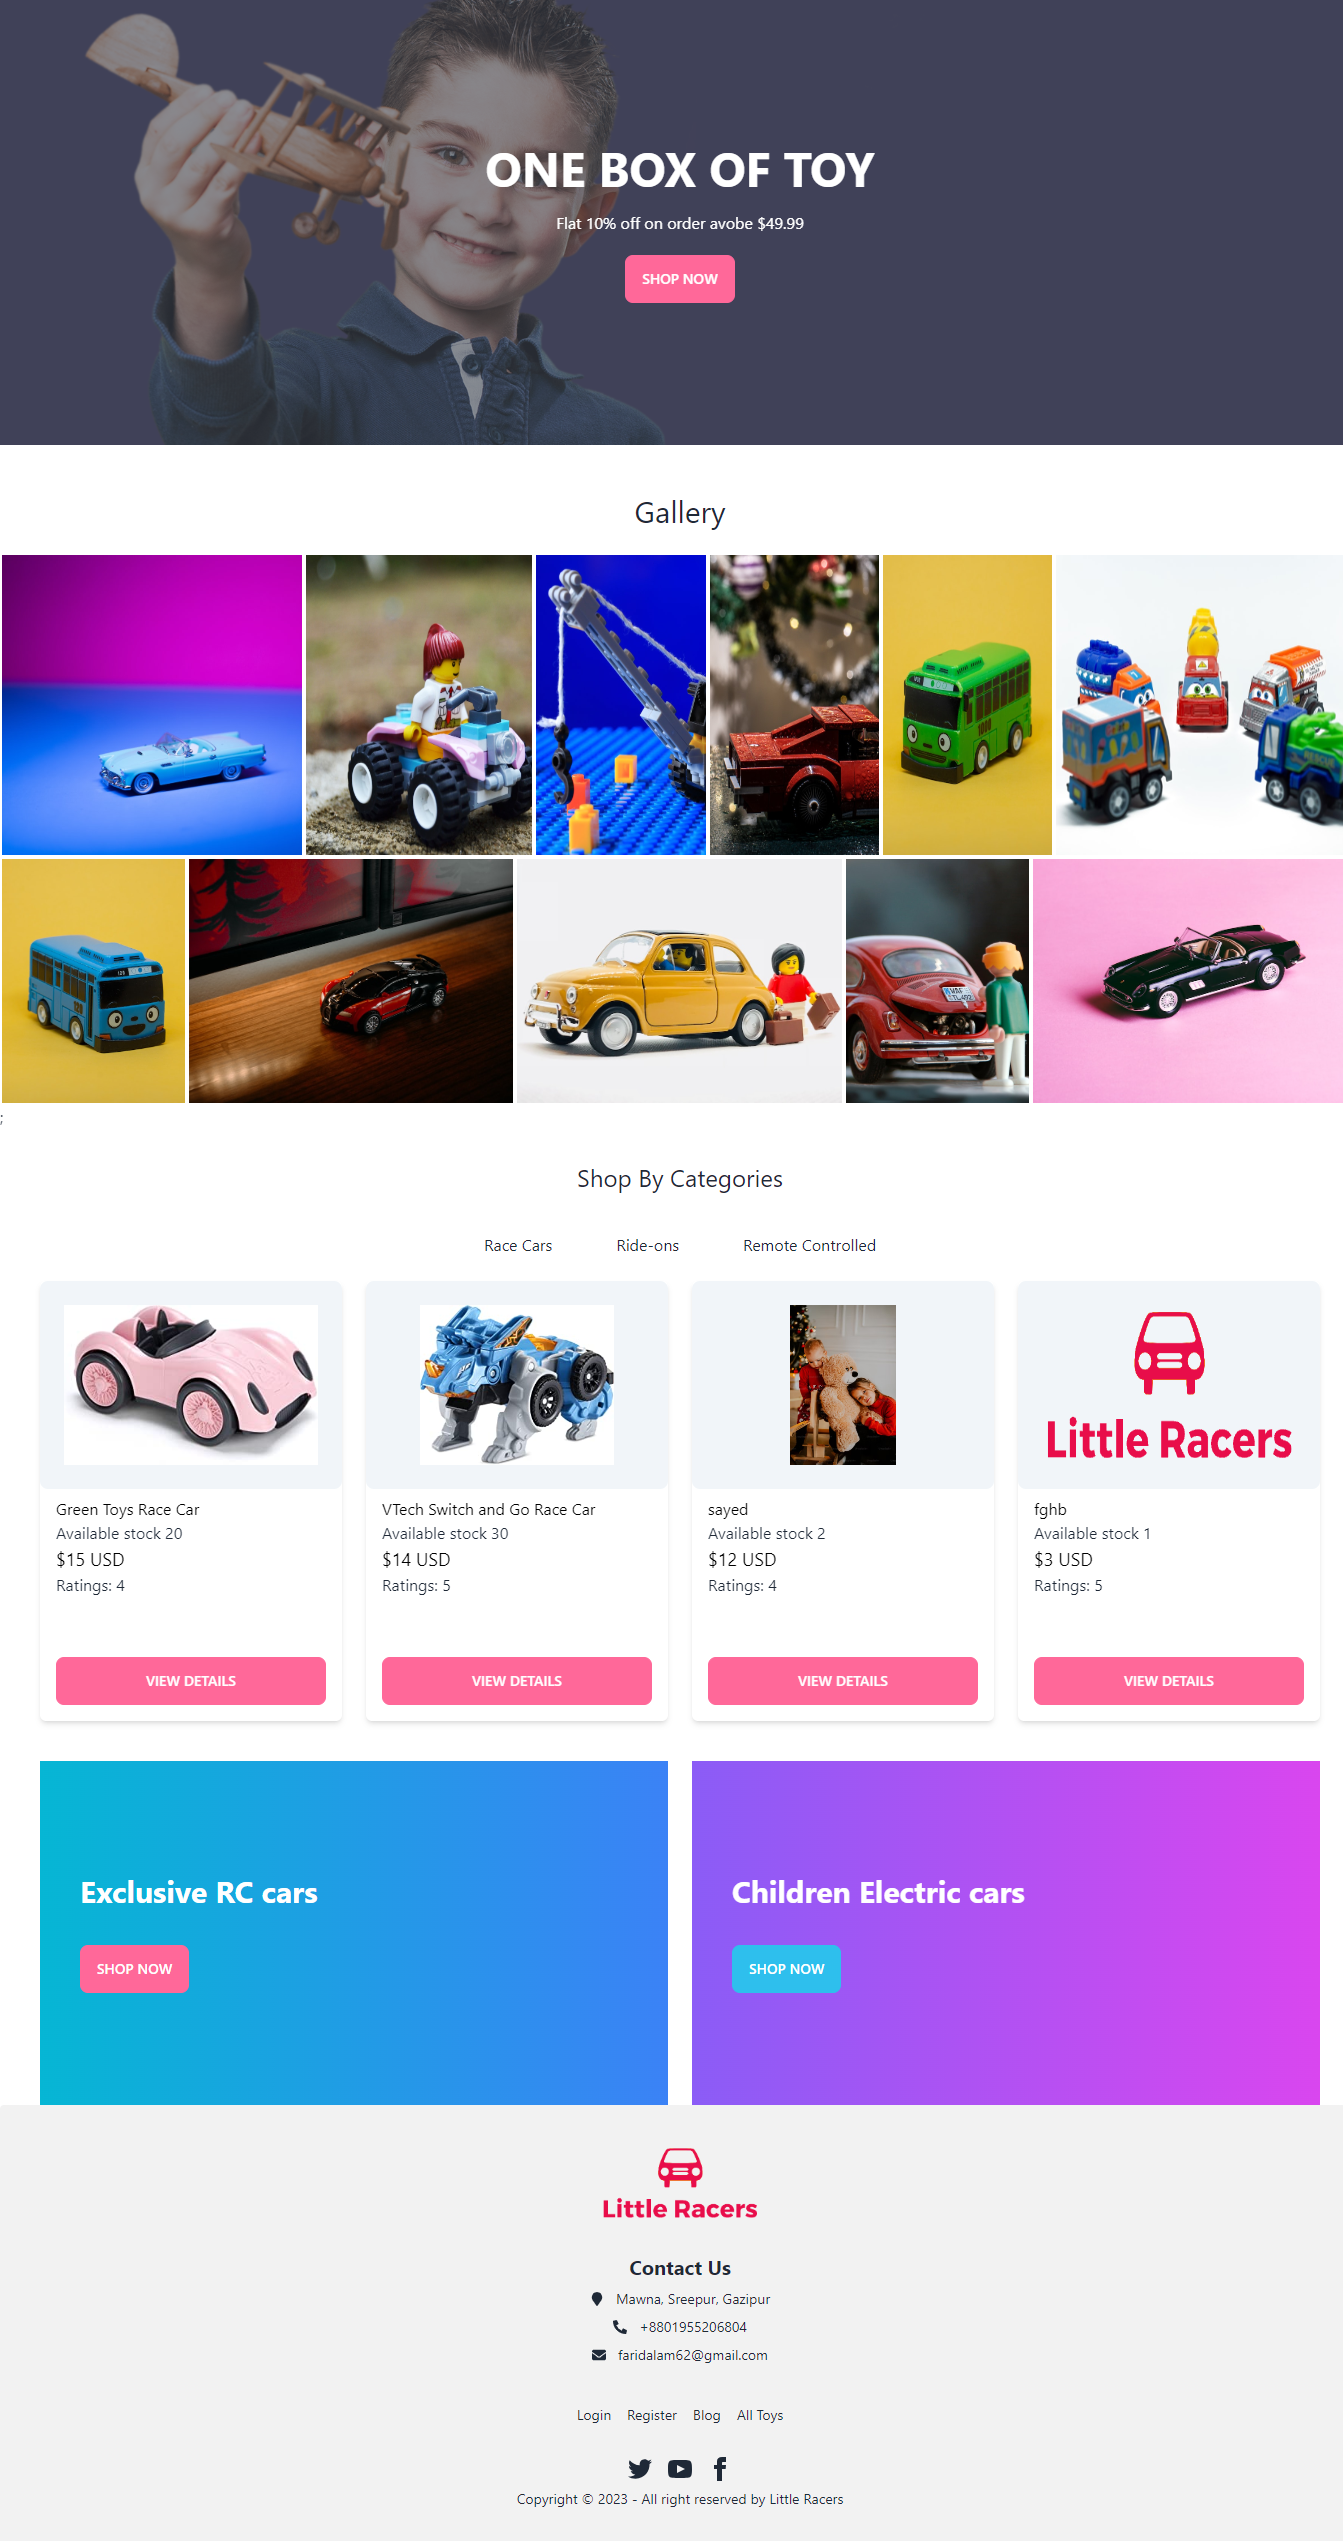 ONE BOX OF TOY
Flat 10% off on order avobe $49.99
SHOP NOW
Gallery
;
Shop By Categories
Race Cars Ride-ons Remote Controlled
Little Racers
Green Toys Race Car
Available stock 20
$15 USD
Ratings: 4
VIEW DETAILS
VTech Switch and Go Race Car
Available stock 30
$14 USD
Ratings: 5
VIEW DETAILS
sayed
Available stock 2
$12 USD
Ratings: 4
VIEW DETAILS
fghb
Available stock 1
$3 USD
Ratings: 5
VIEW DETAILS
Exclusive RC cars
SHOP NOW
Children Electric cars
SHOP NOW
Little Racers
Contact Us
Mawna, Sreepur, Gazipur
+8801955206804
faridalam62@gmail.com
Login Register Blog All Toys
Copyright © 2023 - All right reserved by Little Racers